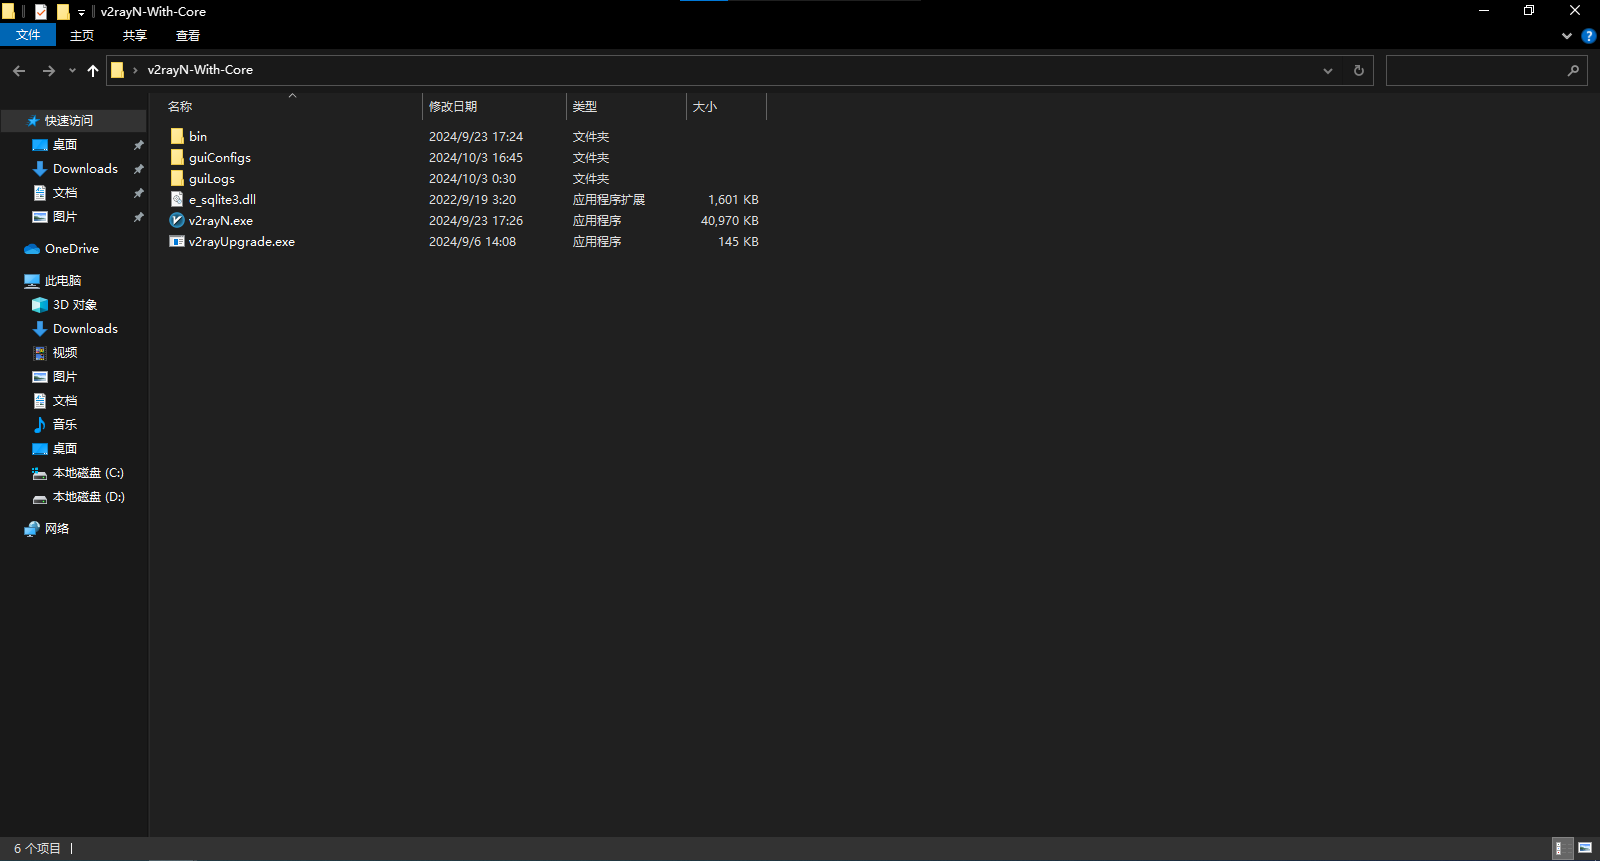 v2rayN-With-Core
文件 主页 共享 查看
v2rayN-With-Core
名称 修改日期 类型 大小
bin 2024/9/23 17:24 文件夹
guiConfigs 2024/10/3 16:45 文件夹
guiLogs 2024/10/3 0:30 文件夹
e_sqlite3.dll 2022/9/19 3:20 应用程序扩展 1,601 KB
v2rayN.exe 2024/9/23 17:26 应用程序 40,970 KB
v2rayUpgrade.exe 2024/9/6 14:08 应用程序 145 KB
快速访问
桌面
Downloads
文档
图片
OneDrive
此电脑
3D 对象
Downloads
视频
图片
文档
音乐
桌面
本地磁盘 (C:)
本地磁盘 (D:)
网络
6 个项目